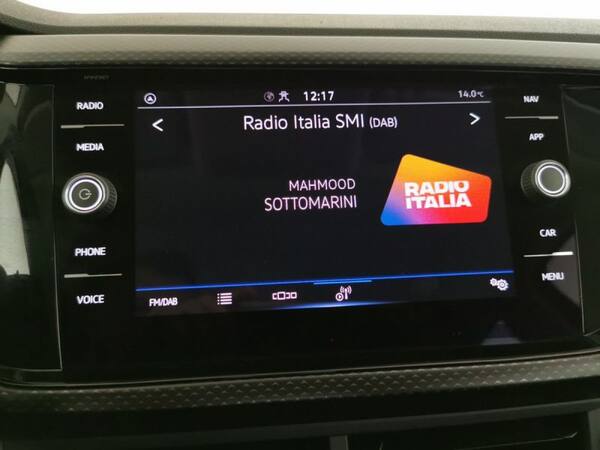 RADIO
MEDIA
PHONE
VOICE
12:17
14.0°C
< Radio Italia SMI (DAB) >
MAHMOOD
SOTTOMARINI
RADIO
ITALIA
FM/DAB
NAV
APP
CAR
MENU